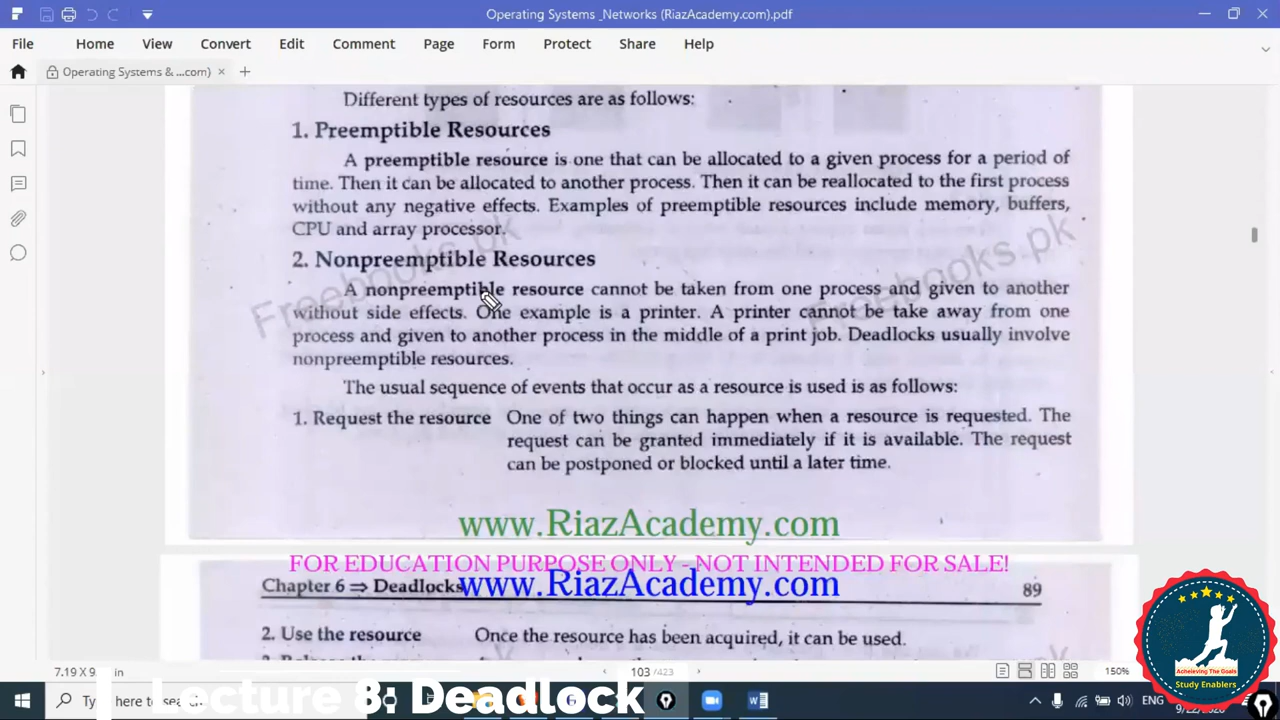 Operating Systems _Networks (RiazAcademy.com).pdf
File Home View Convert Edit Comment Page Form Protect Share Help
Operating Systems & ...com)
Different types of resources are as follows:
1. Preemptible Resources
A preemptible resource is one that can be allocated to a given process for a period of
time. Then it can be allocated to another process. Then it can be reallocated to the first process
without any negative effects. Examples of preemptible resources include memory, buffers,
CPU and array processor.
2. Nonpreemptible Resources
A nonpreemptible resource cannot be taken from one process and given to another
without side effects. One example is a printer. A printer cannot be take away from one
process and given to another process in the middle of a print job. Deadlocks usually involve
nonpreemptible resources.
Freebooks.pk
Freebooks.pk
The usual sequence of events that occur as a resource is used is as follows:
1. Request the resource One of two things can happen when a resource is requested. The
request can be granted immediately if it is available. The request
can be postponed or blocked until a later time.
www.RiazAcademy.com
FOR EDUCATION PURPOSE ONLY - NOT INTENDED FOR SALE!
Chapter 6 ⇒ Deadlocks www.RiazAcademy.com 89
2. Use the resource Once the resource has been acquired, it can be used.
7.19 x 9. in 103 /423 150%
Lecture 8: Deadlock
here to ENG
Acheieving The Goals
Study Enablers